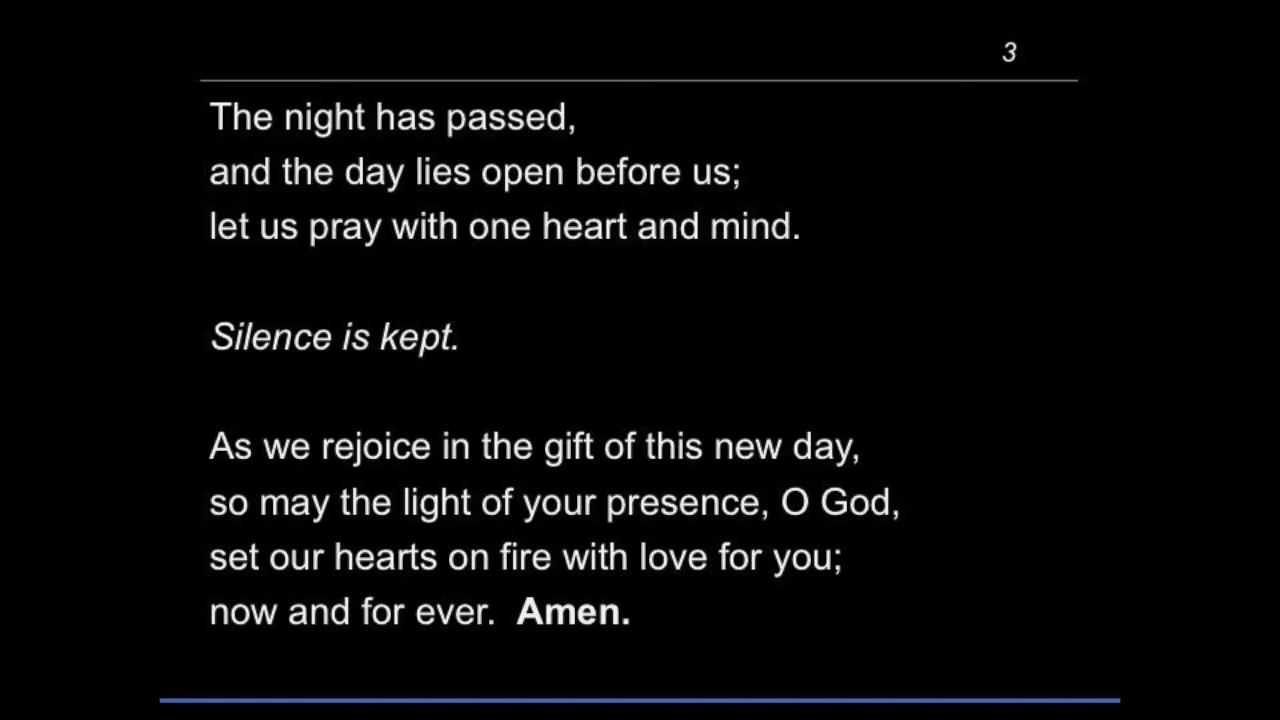 3
The night has passed,
and the day lies open before us;
let us pray with one heart and mind.
Silence is kept.
As we rejoice in the gift of this new day,
so may the light of your presence, O God,
set our hearts on fire with love for you;
now and for ever.  Amen.